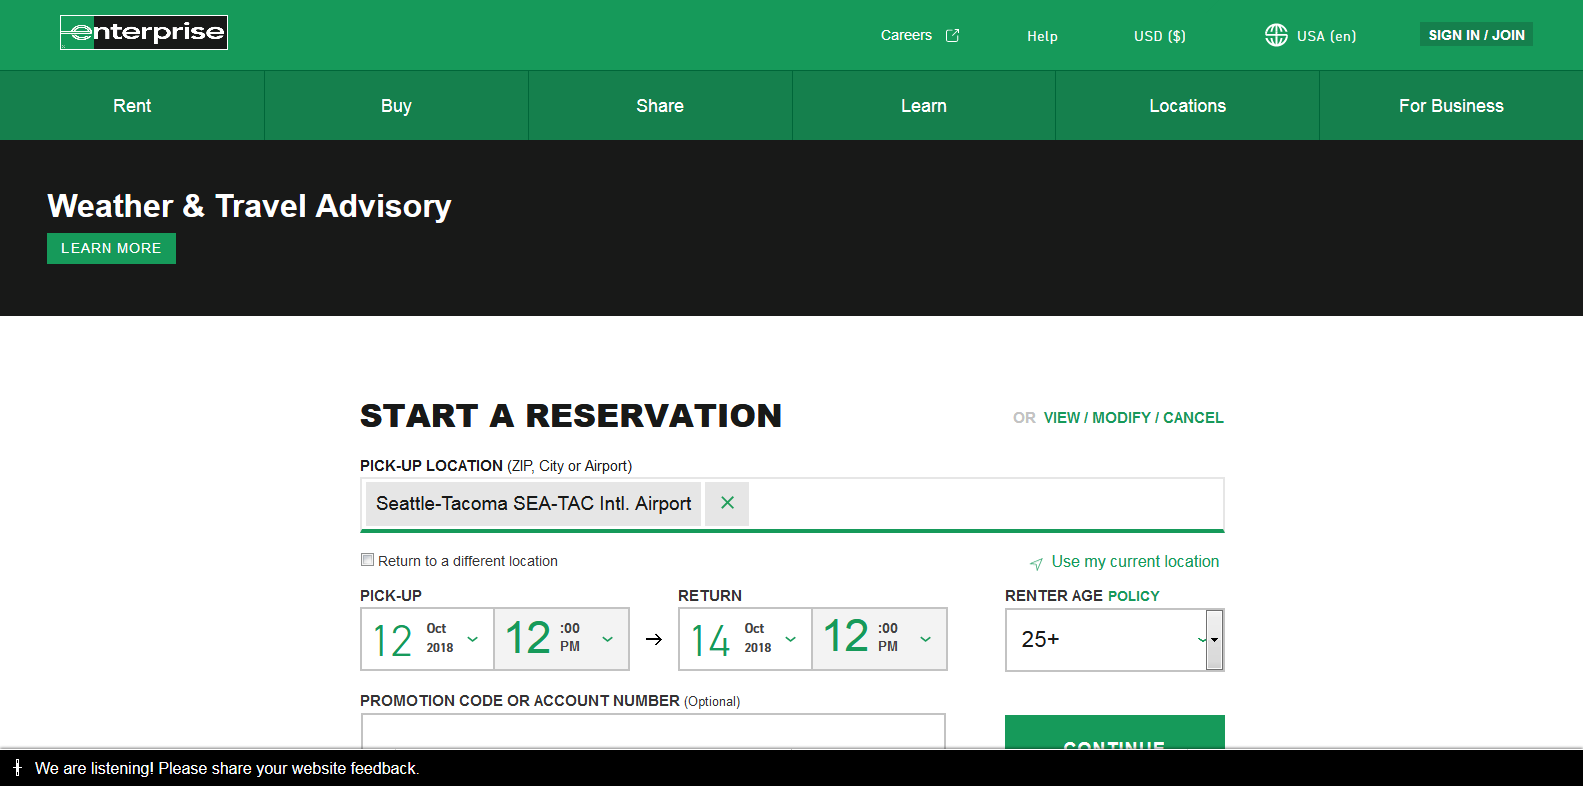 enterprise
Careers Help USD ($) USA (en) SIGN IN / JOIN
Rent Buy Share Learn Locations For Business
Weather & Travel Advisory
LEARN MORE
START A RESERVATION
OR VIEW / MODIFY / CANCEL
PICK-UP LOCATION (ZIP, City or Airport)
Seattle-Tacoma SEA-TAC Intl. Airport
Return to a different location
Use my current location
PICK-UP RETURN RENTER AGE POLICY
12 Oct 2018 12 :00 PM → 14 Oct 2018 12 :00 PM 25+
PROMOTION CODE OR ACCOUNT NUMBER (Optional)
CONTINUE
We are listening! Please share your website feedback.